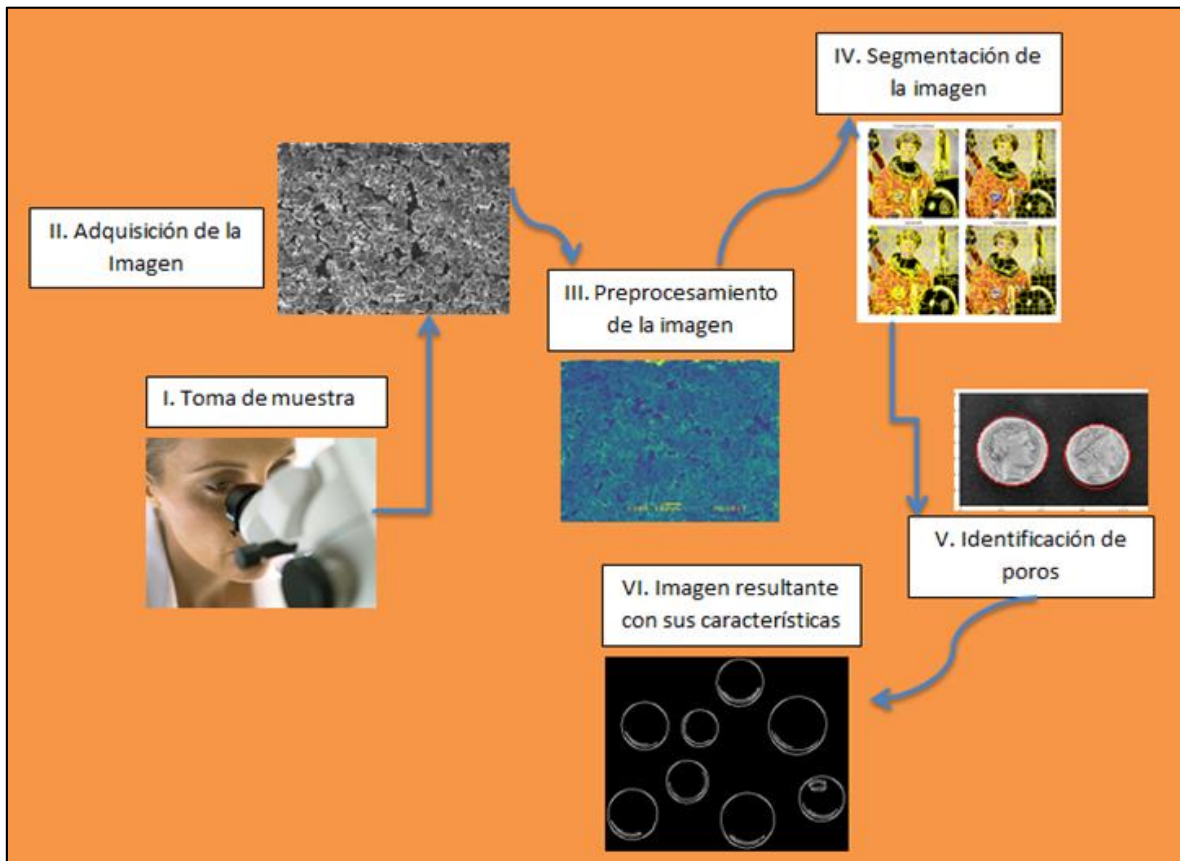 I. Toma de muestra
II. Adquisición de la
Imagen
III. Preprocesamiento
de la imagen
IV. Segmentación de
la imagen
V. Identificación de
poros
VI. Imagen resultante
con sus características